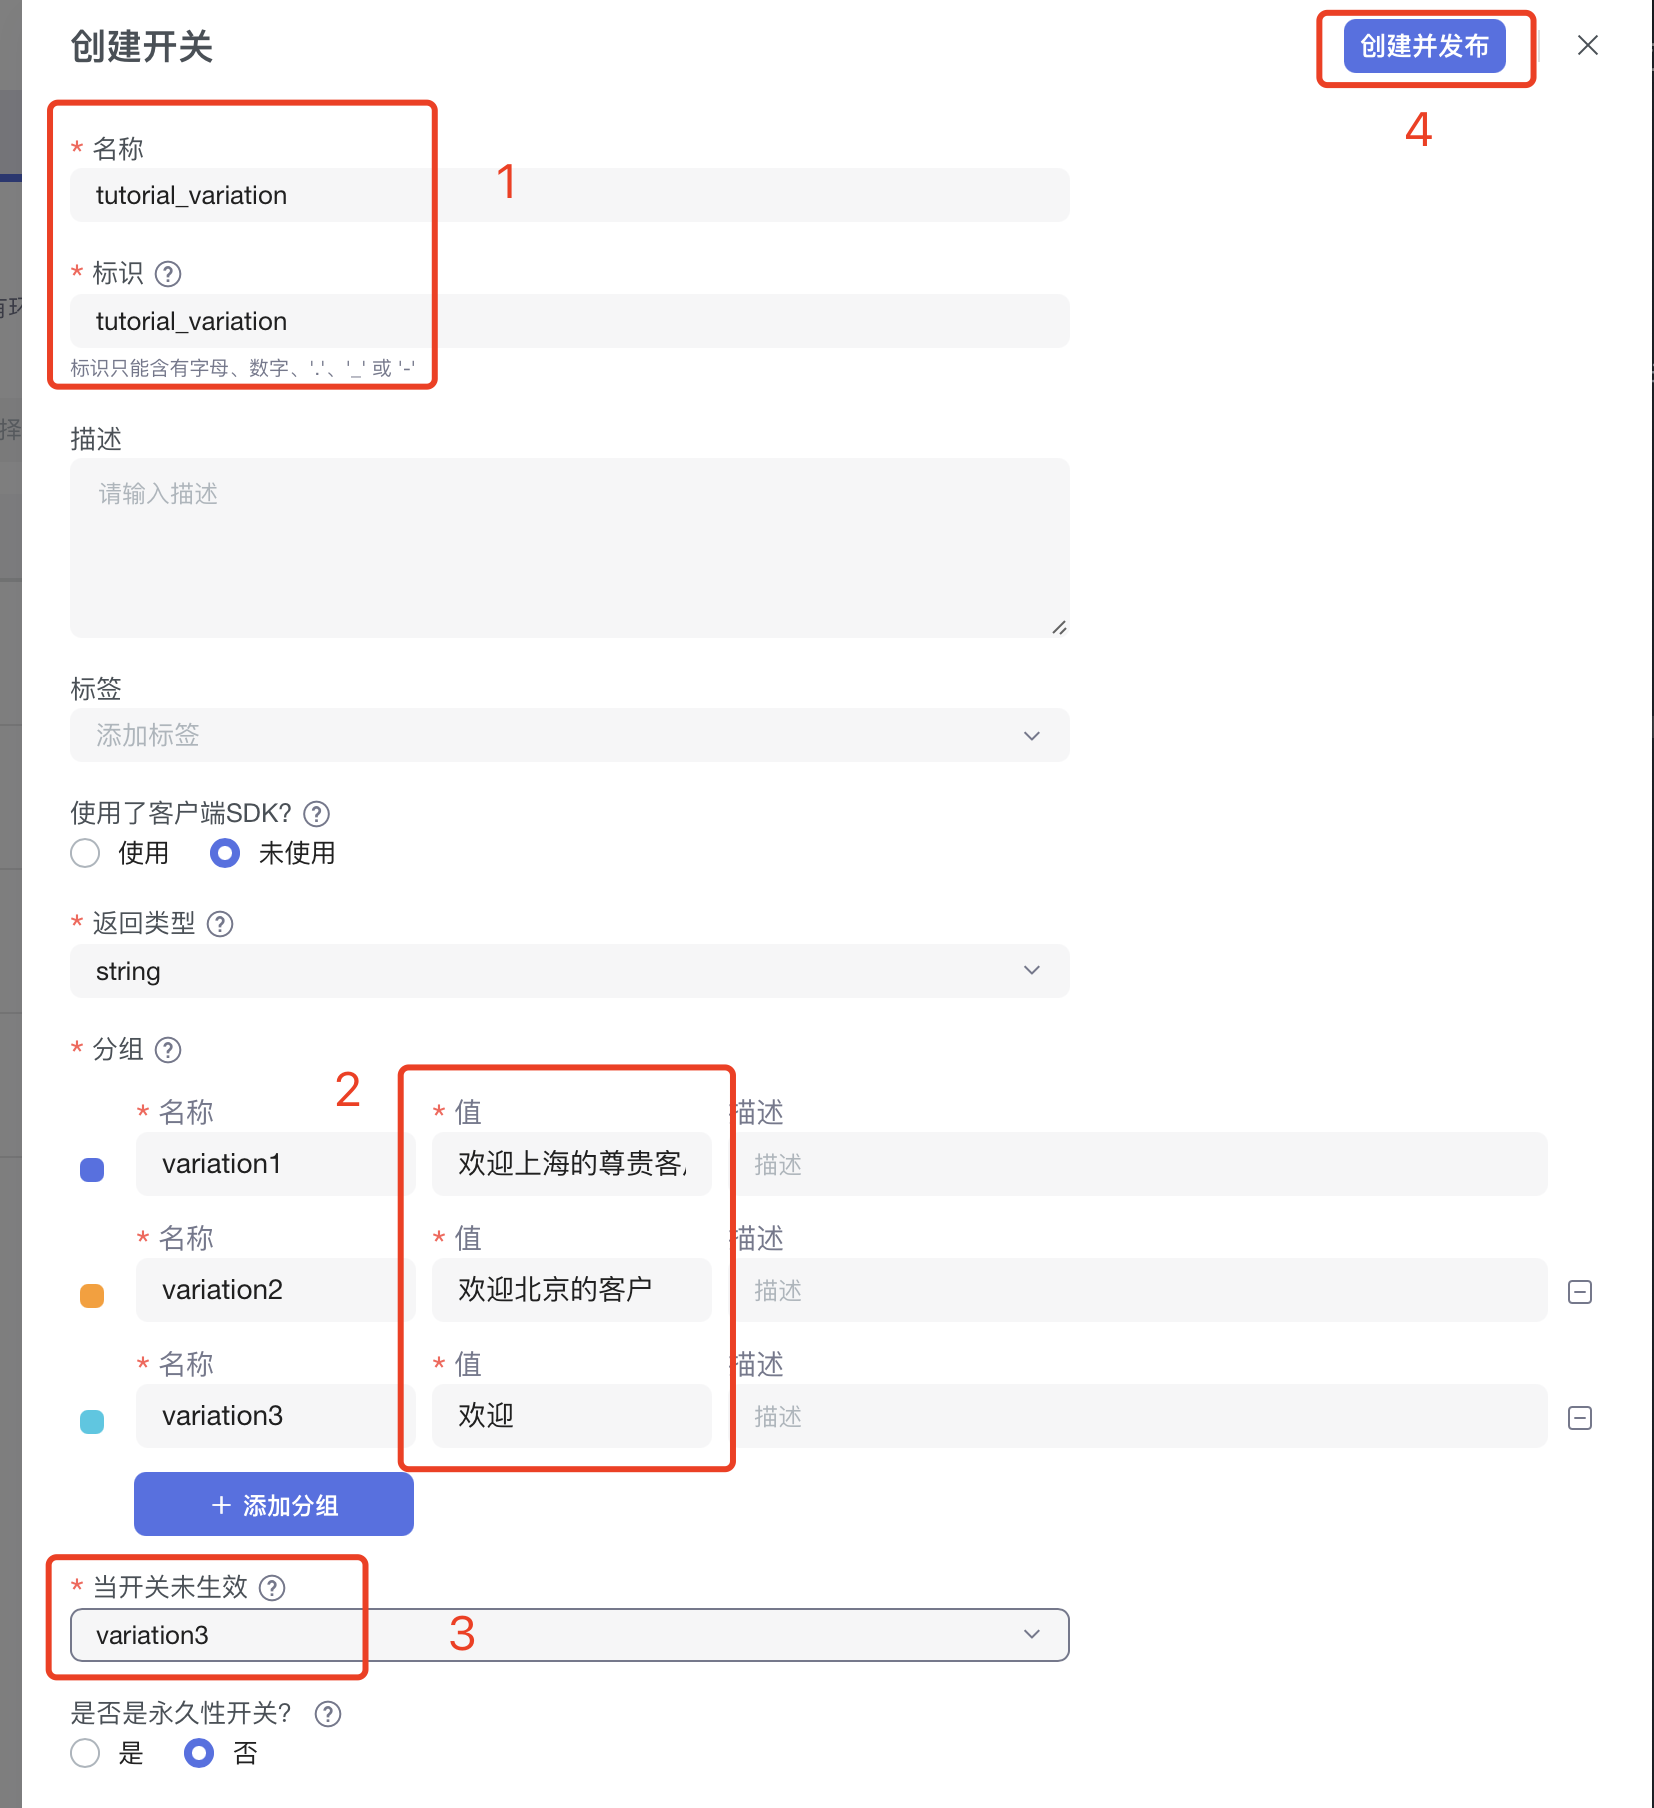 创建开关
创建并发布
4
* 名称
1
tutorial_variation
* 标识 ?
tutorial_variation
标识只能含有字母、数字、'.'、'_' 或 '-'
描述
请输入描述
标签
添加标签
使用了客户端SDK? ?
使用 未使用
* 返回类型 ?
string
* 分组 ?
2
* 名称 * 值 描述
variation1 欢迎上海的尊贵客 描述
* 名称 * 值 描述
variation2 欢迎北京的客户 描述
* 名称 * 值 描述
variation3 欢迎 描述
+ 添加分组
* 当开关未生效 ?
variation3
3
是否是永久性开关? ?
是 否